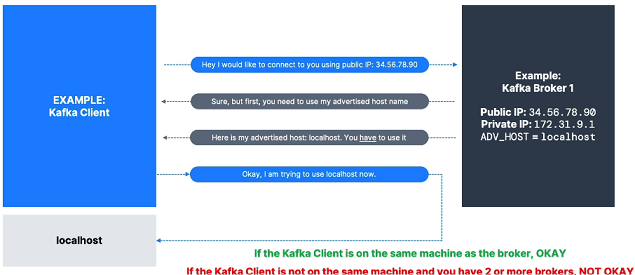 Hey I would like to connect to you using public IP: 34.56.78.90
EXAMPLE:
Kafka Client
Sure, but first, you need to use my advertised host name
Here is my advertised host: localhost. You have to use it
Okay, I am trying to use localhost now.
Example:
Kafka Broker 1
Public IP: 34.56.78.90
Private IP: 172.31.9.1
ADV_HOST = localhost
localhost
If the Kafka Client is on the same machine as the broker, OKAY
If the Kafka Client is not on the same machine and you have 2 or more brokers, NOT OKAY